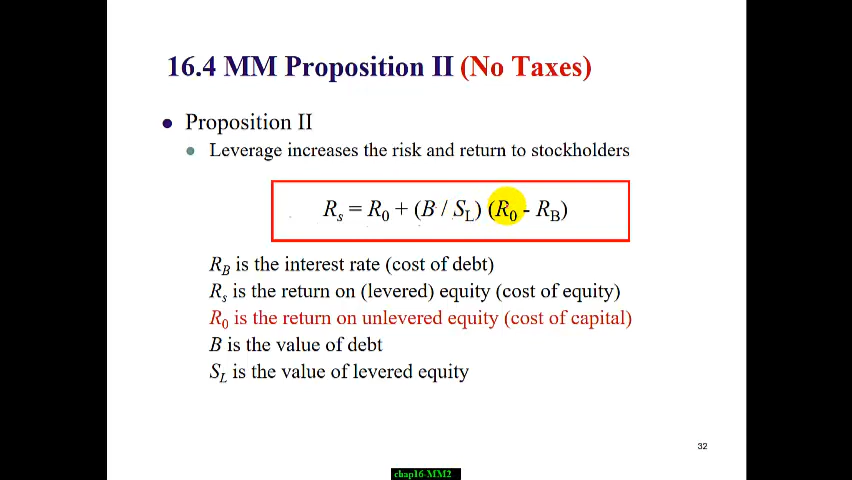 16.4 MM Proposition II (No Taxes)
● Proposition II
● Leverage increases the risk and return to stockholders
Rs = R0 + (B / SL) (R0 - RB)
RB is the interest rate (cost of debt)
Rs is the return on (levered) equity (cost of equity)
R0 is the return on unlevered equity (cost of capital)
B is the value of debt
SL is the value of levered equity
32
chap16-MM2